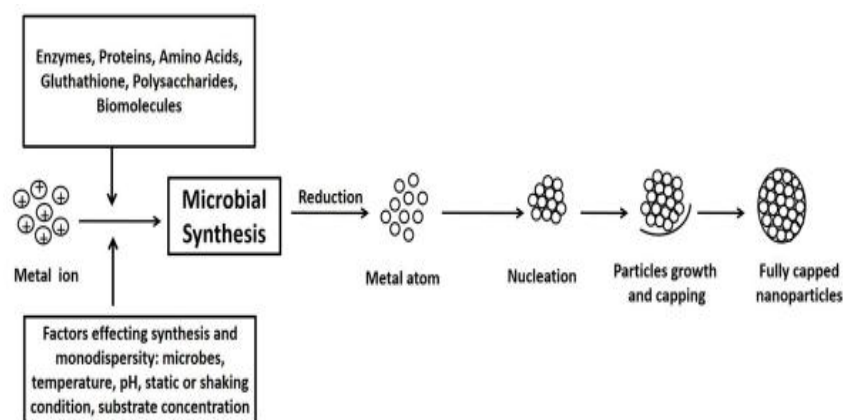 Enzymes, Proteins, Amino Acids,
Gluthathione, Polysaccharides,
Biomolecules
Metal ion
Microbial
Synthesis
Reduction
Metal atom
Nucleation
Particles growth
and capping
Fully capped
nanoparticles
Factors effecting synthesis and
monodispersity: microbes,
temperature, pH, static or shaking
condition, substrate concentration